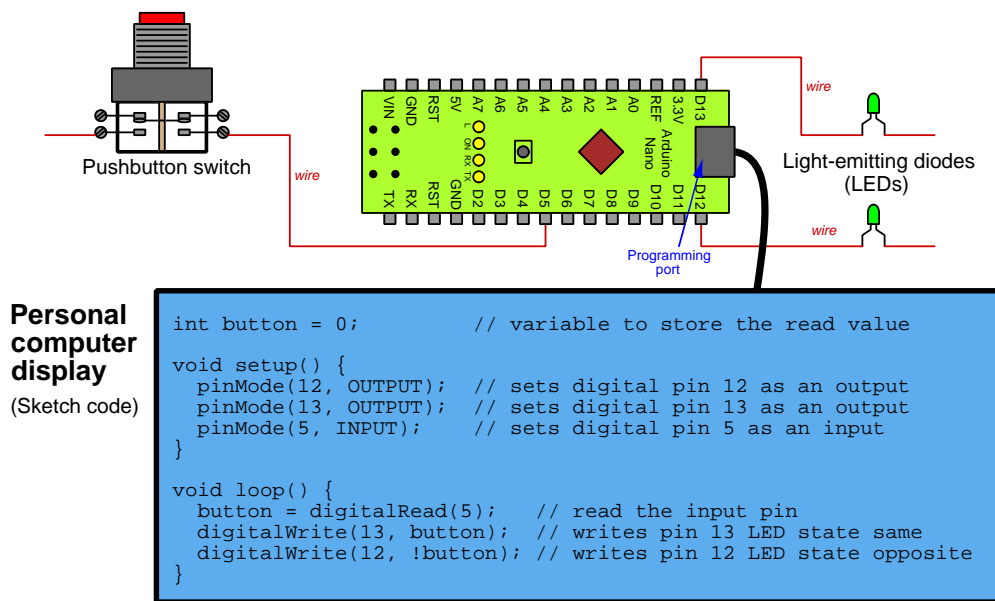 VIN
GND
RST
5V
A7
A6
A5
A4
A3
A2
A1
A0
REF
3.3V
D13
L
ON
RX
TX
Arduino
Nano
TX
RX
RST
GND
D2
D3
D4
D5
D6
D7
D8
D9
D10
D11
D12
Pushbutton switch
wire
wire
wire
Light-emitting diodes
(LEDs)
Programming
port
Personal
computer
display
(Sketch code)
int button = 0;          // variable to store the read value
void setup() {
  pinMode(12, OUTPUT);   // sets digital pin 12 as an output
  pinMode(13, OUTPUT);   // sets digital pin 13 as an output
  pinMode(5, INPUT);     // sets digital pin 5 as an input
}
void loop() {
  button = digitalRead(5);   // read the input pin
  digitalWrite(13, button);  // writes pin 13 LED state same
  digitalWrite(12, !button); // writes pin 12 LED state opposite
}